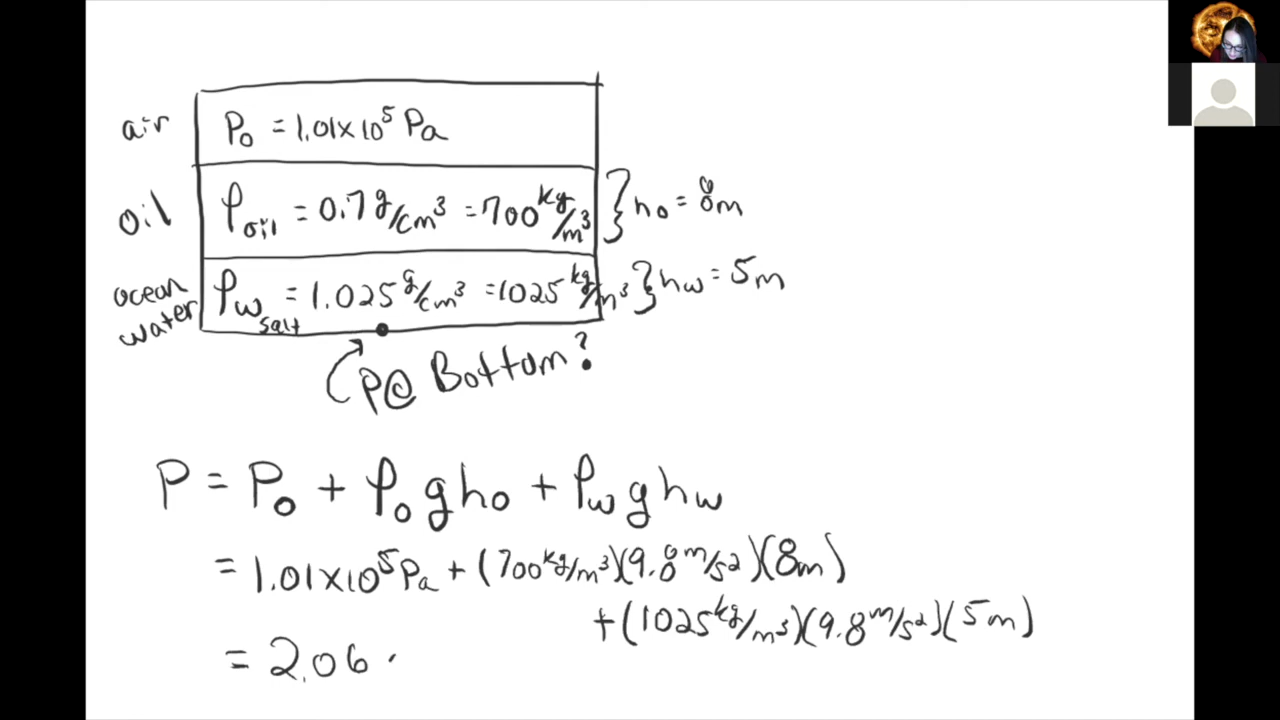 air P₀ = 1.01×10⁵ Pa
oil ρoil = 0.7 g/cm³ = 700 kg/m³ } h₀ = 8m
ocean water ρw salt = 1.025 g/cm³ = 1025 kg/m³ } hw = 5m
P@ Bottom?
P = P₀ + ρ₀gh₀ + ρwghw
= 1.01×10⁵ Pa + (700 kg/m³)(9.8 m/s²)(8m)
+ (1025 kg/m³)(9.8 m/s²)(5m)
= 2.06